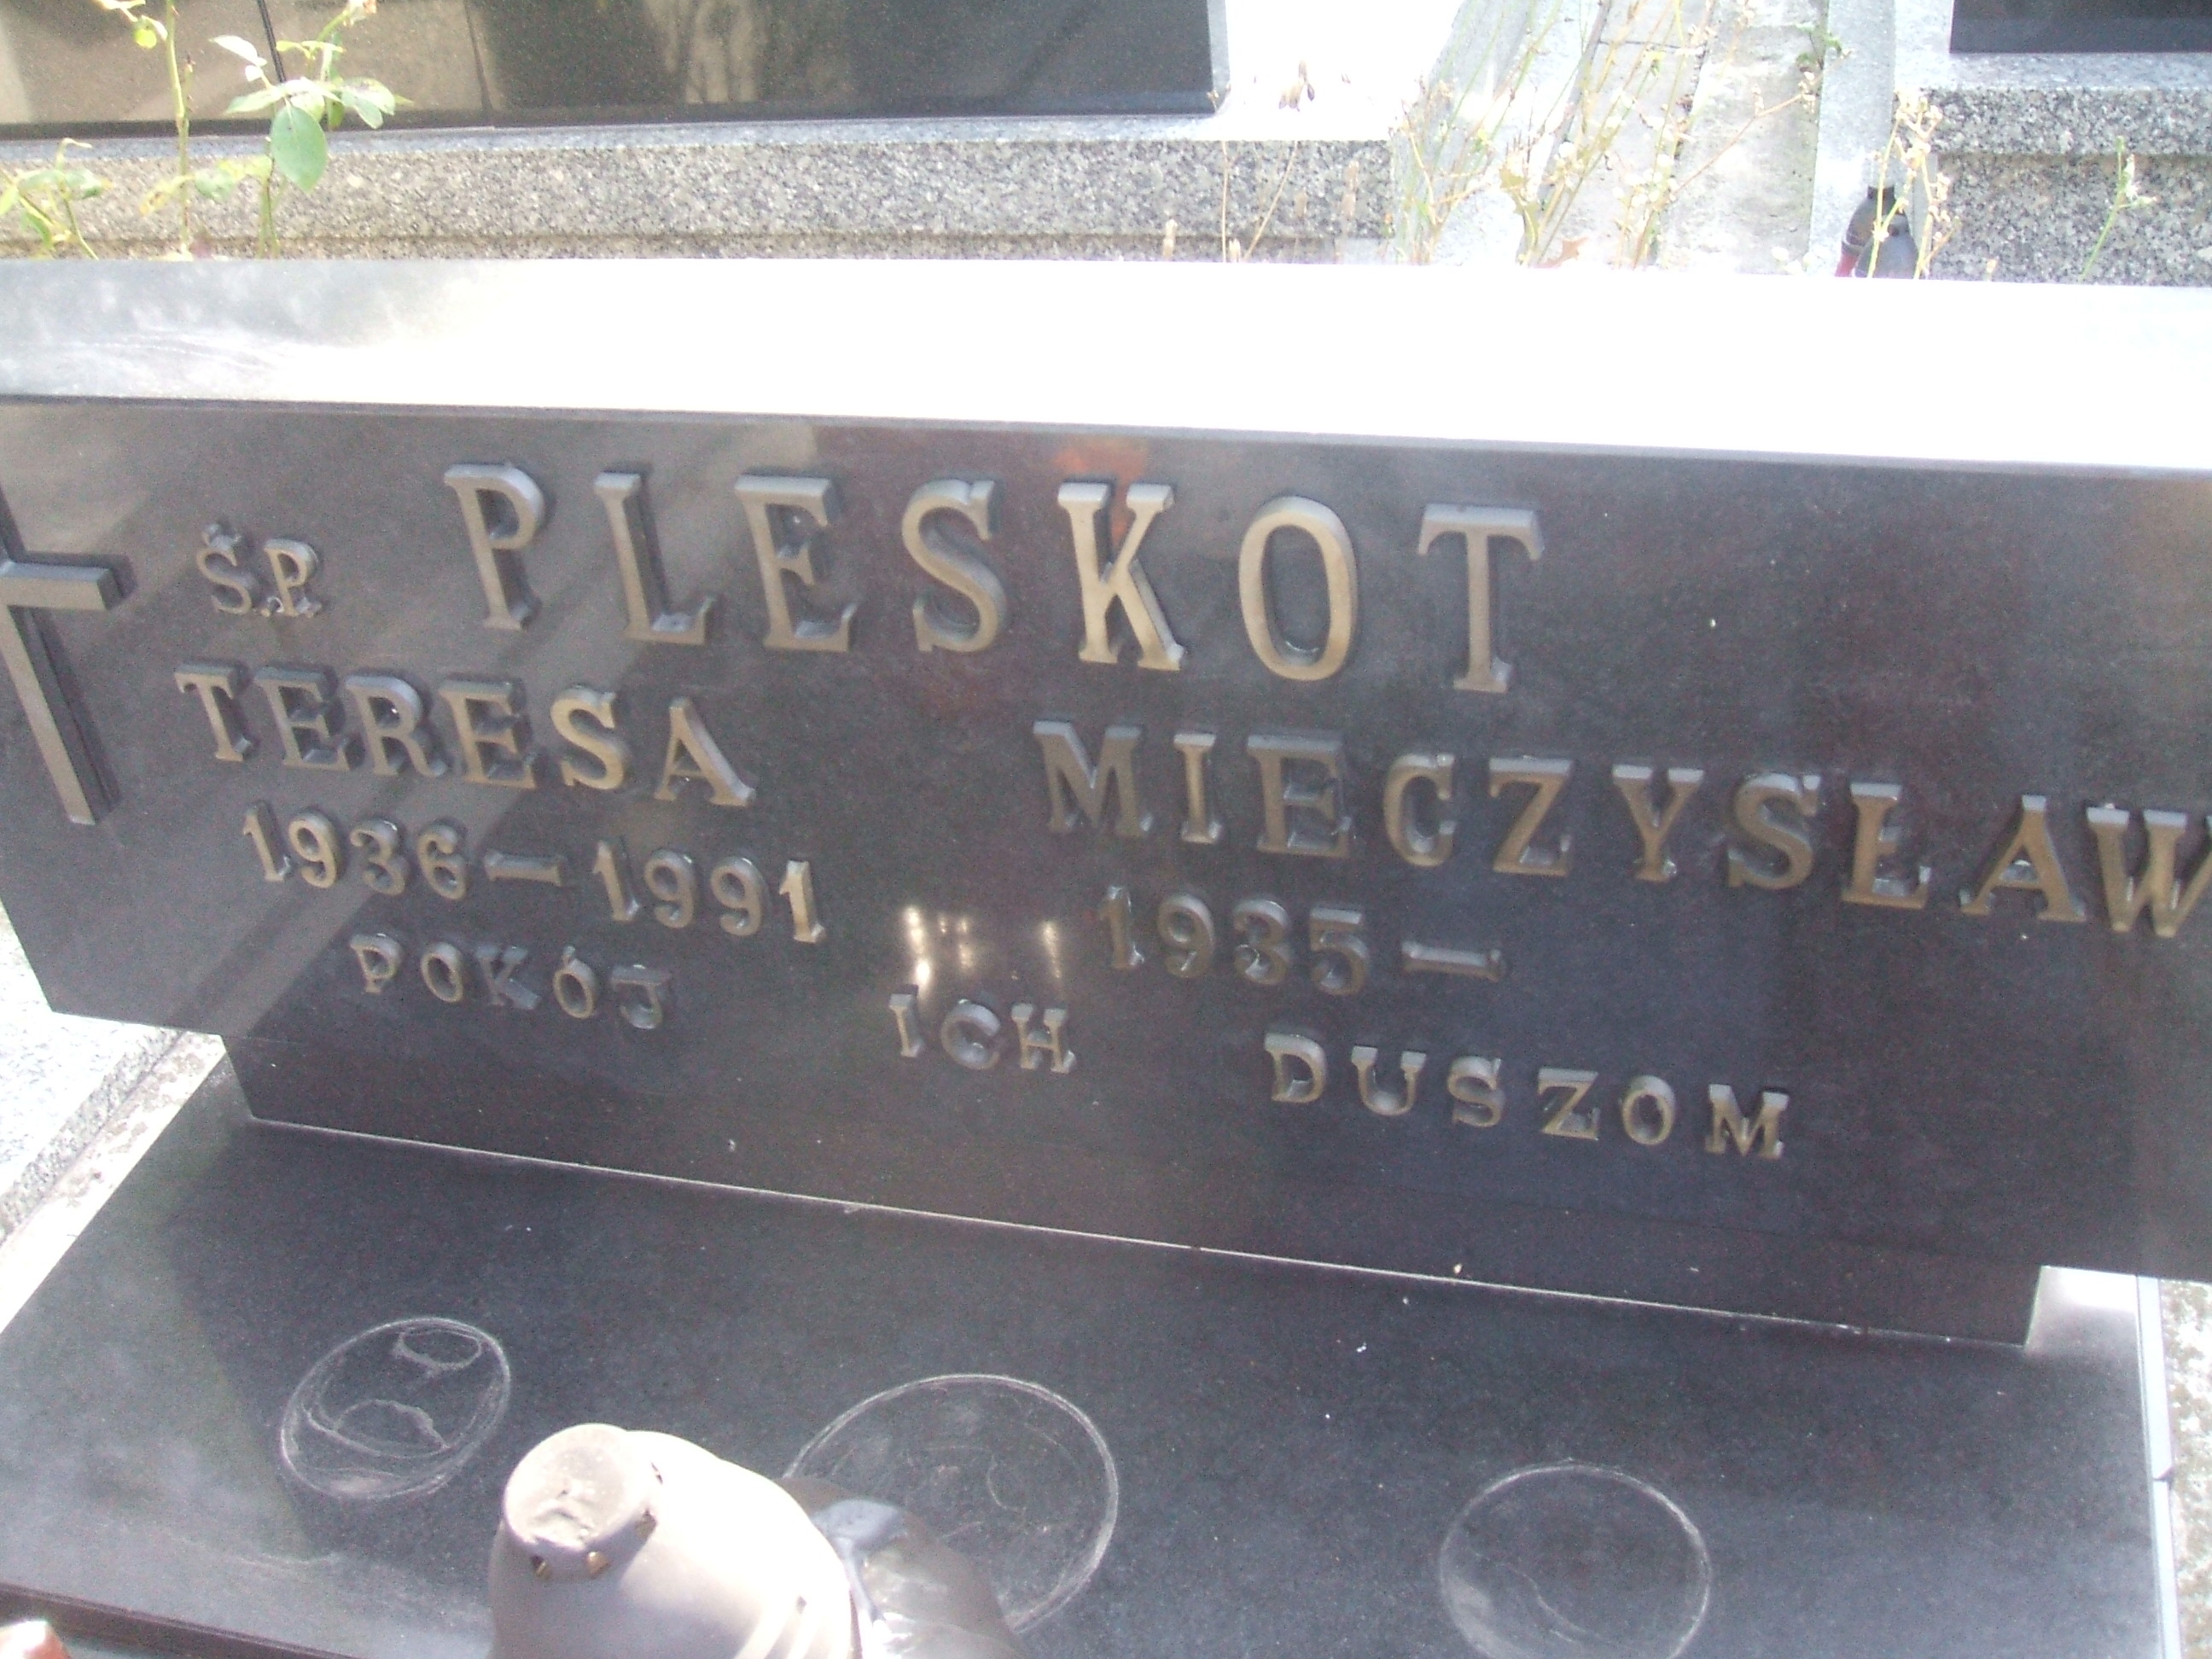 Ś.P. PLESKOT
TERESA MIECZYSŁAW
1936-1991 1935-
POKÓJ ICH DUSZOM